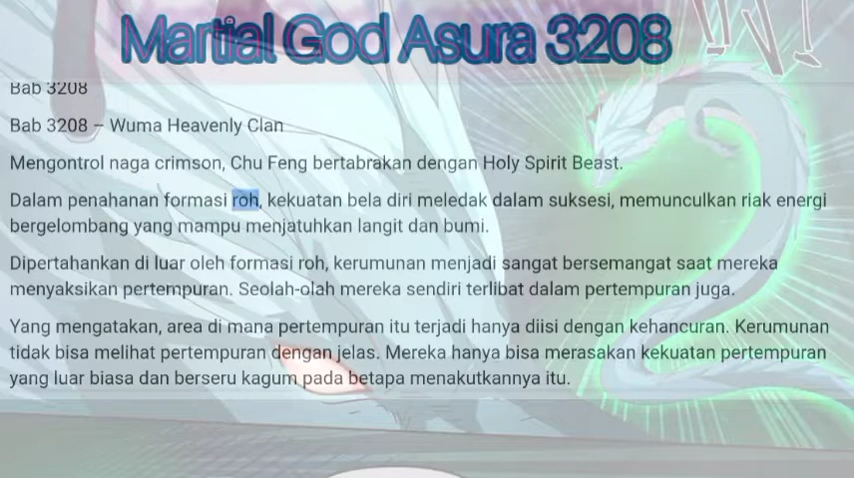 Martial God Asura 3208
Bab 3208
Bab 3208 – Wuma Heavenly Clan
Mengontrol naga crimson, Chu Feng bertabrakan dengan Holy Spirit Beast.
Dalam penahanan formasi roh, kekuatan bela diri meledak dalam suksesi, memunculkan riak energi
bergelombang yang mampu menjatuhkan langit dan bumi.
Dipertahankan di luar oleh formasi roh, kerumunan menjadi sangat bersemangat saat mereka
menyaksikan pertempuran. Seolah-olah mereka sendiri terlibat dalam pertempuran juga.
Yang mengatakan, area di mana pertempuran itu terjadi hanya diisi dengan kehancuran. Kerumunan
tidak bisa melihat pertempuran dengan jelas. Mereka hanya bisa merasakan kekuatan pertempuran
yang luar biasa dan berseru kagum pada betapa menakutkannya itu.